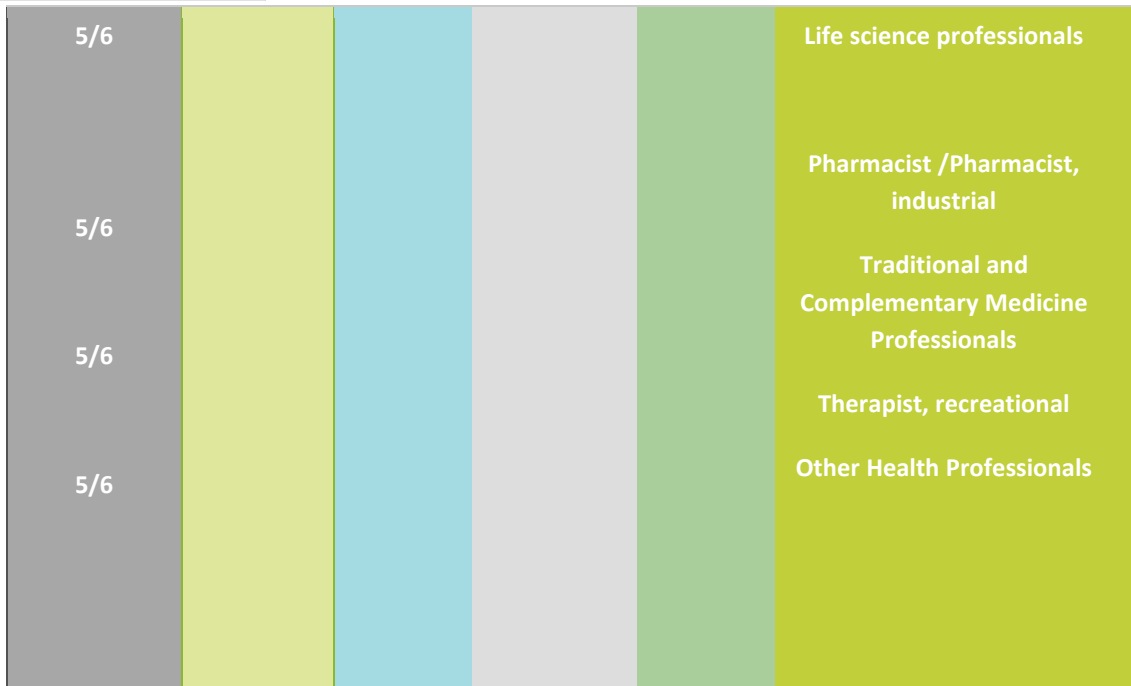 5/6
Life science professionals
Pharmacist /Pharmacist,
industrial
5/6
Traditional and
Complementary Medicine
Professionals
5/6
Therapist, recreational
Other Health Professionals
5/6